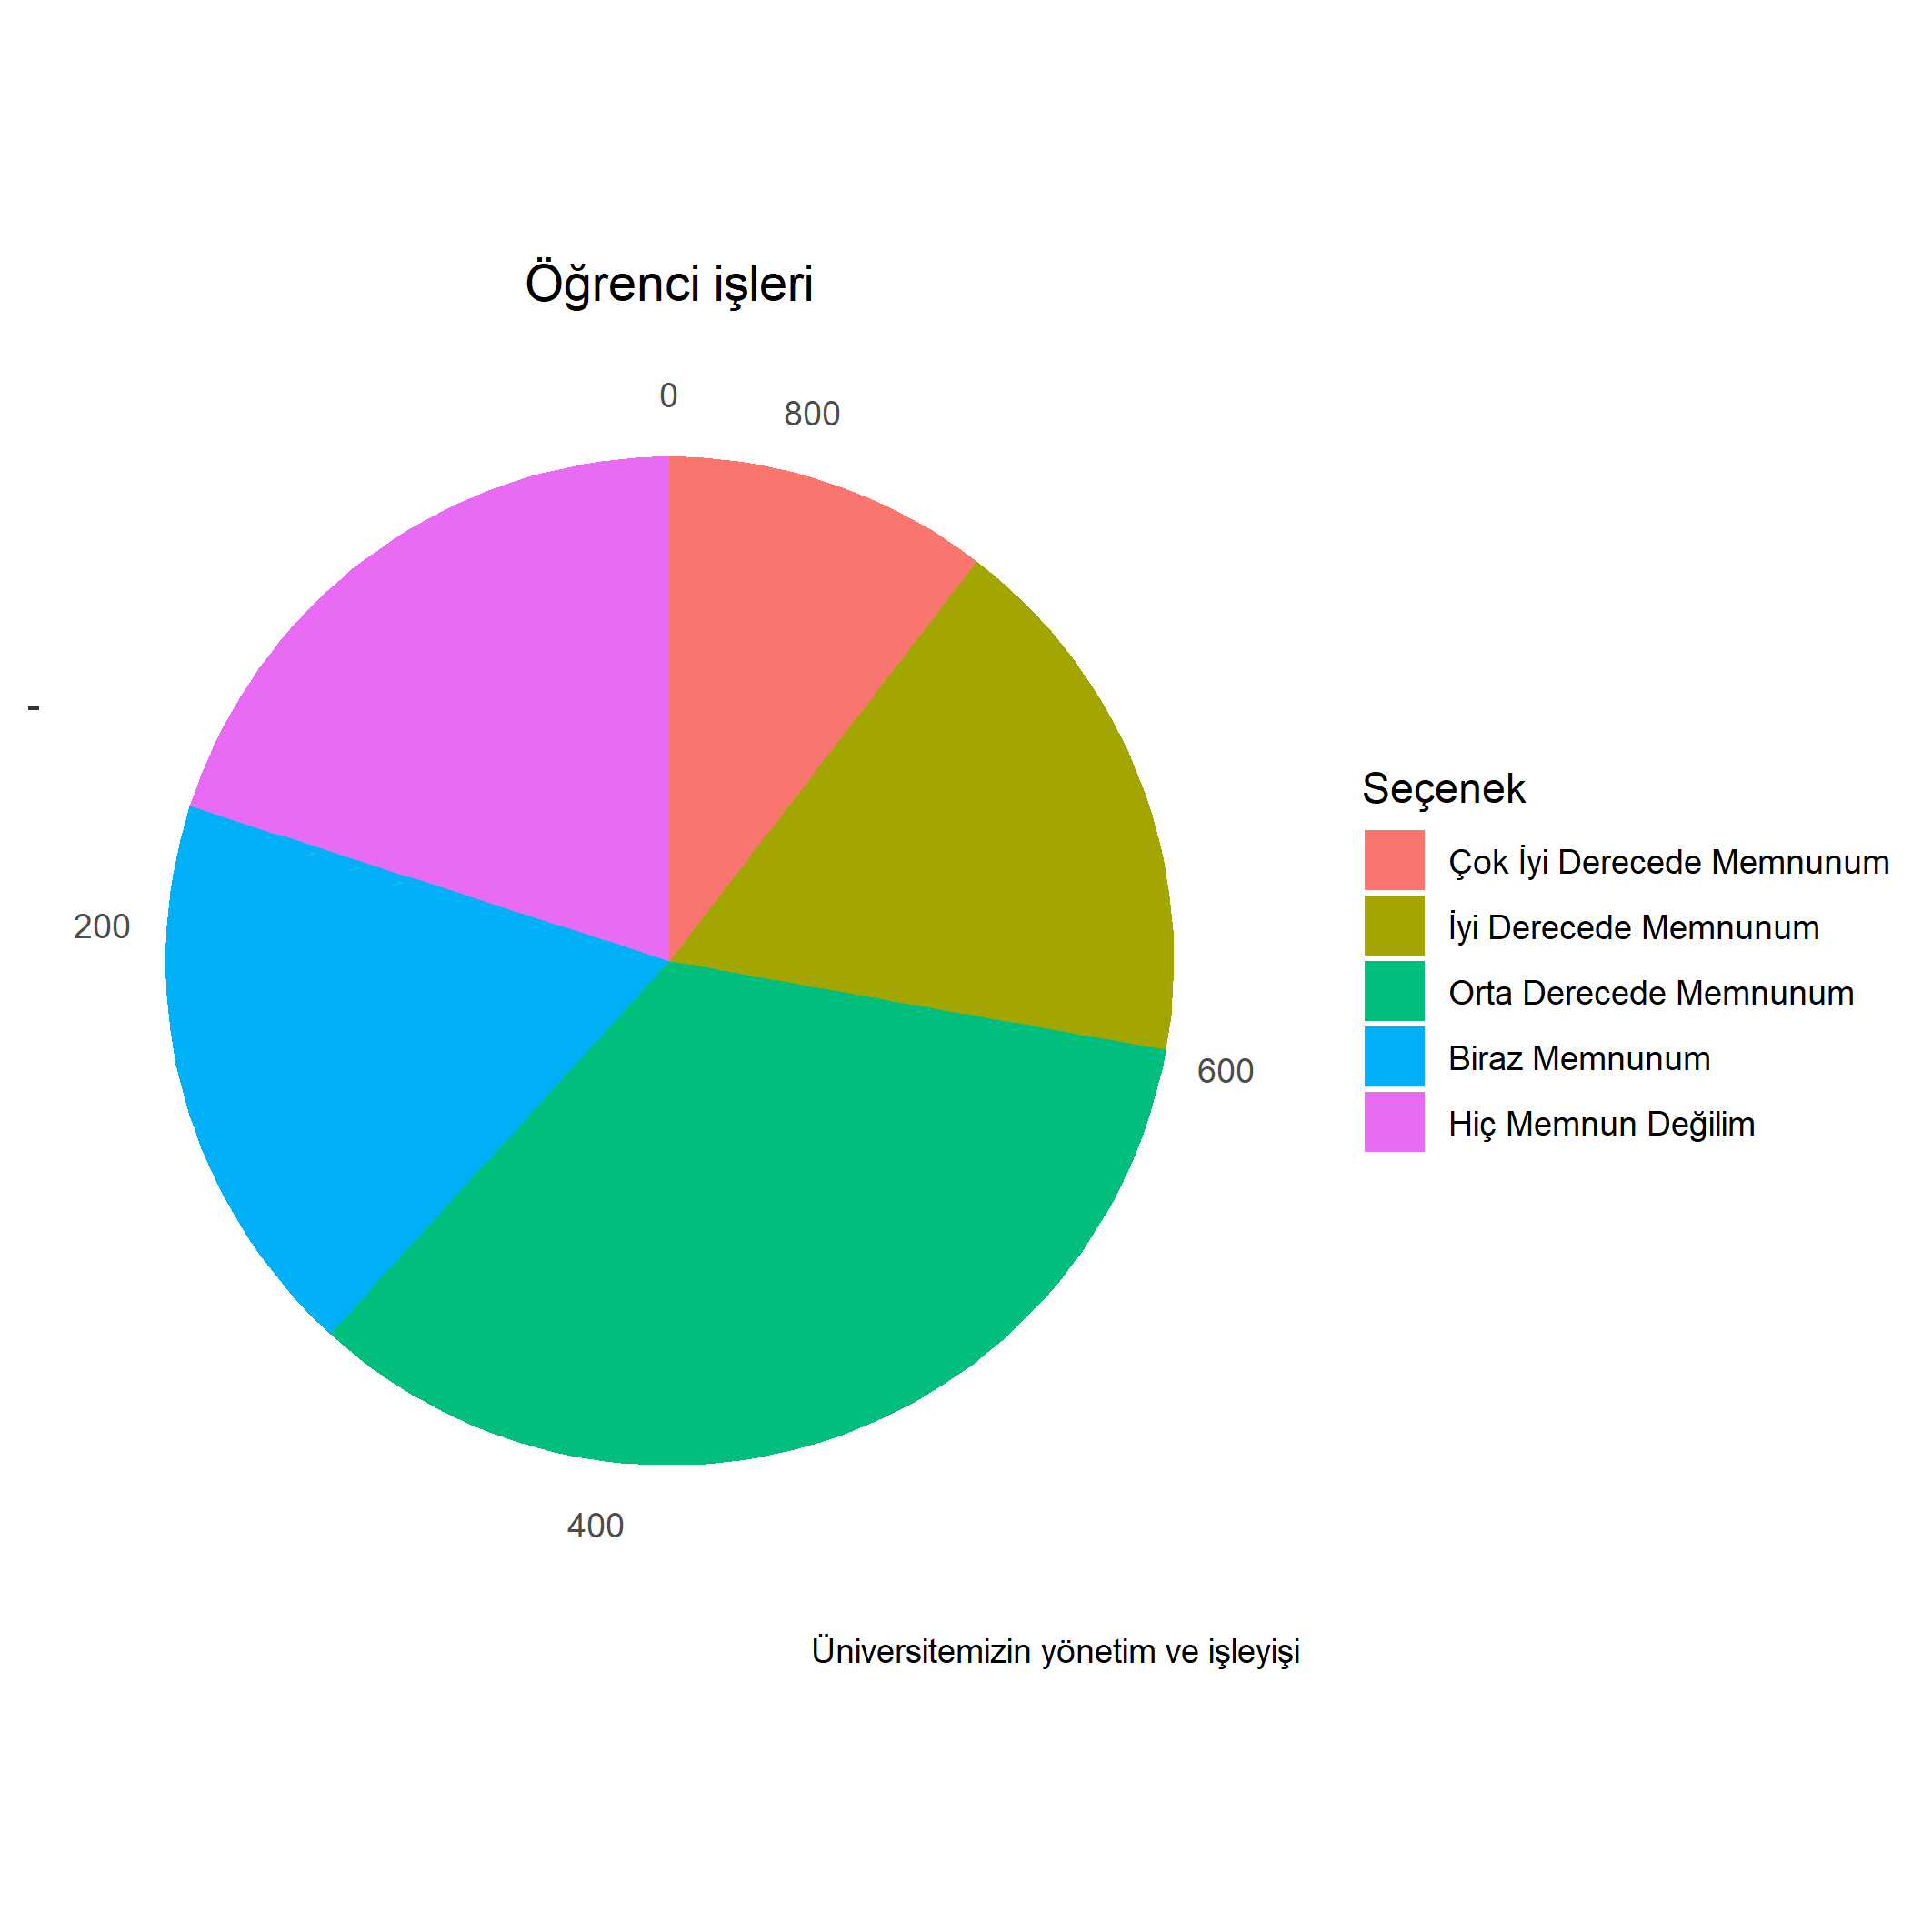 Öğrenci işleri
0
800
-
200
600
400
Seçenek
Çok İyi Derecede Memnunum
İyi Derecede Memnunum
Orta Derecede Memnunum
Biraz Memnunum
Hiç Memnun Değilim
Üniversitemizin yönetim ve işleyişi